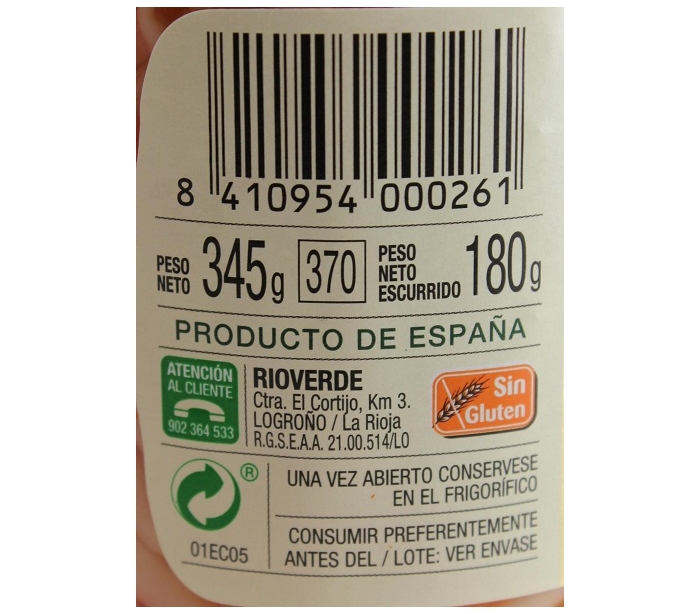 8 410954 000261
PESO NETO 345g 370 PESO NETO ESCURRIDO 180g
PRODUCTO DE ESPAÑA
ATENCIÓN
AL CLIENTE
902 364 533
RIOVERDE
Ctra. El Cortijo, Km 3.
LOGROÑO / La Rioja
R.G.S.E.A.A. 21.00.514/LO
Sin
Gluten
®
01EC05
UNA VEZ ABIERTO CONSERVESE
EN EL FRIGORÍFICO
CONSUMIR PREFERENTEMENTE
ANTES DEL / LOTE: VER ENVASE